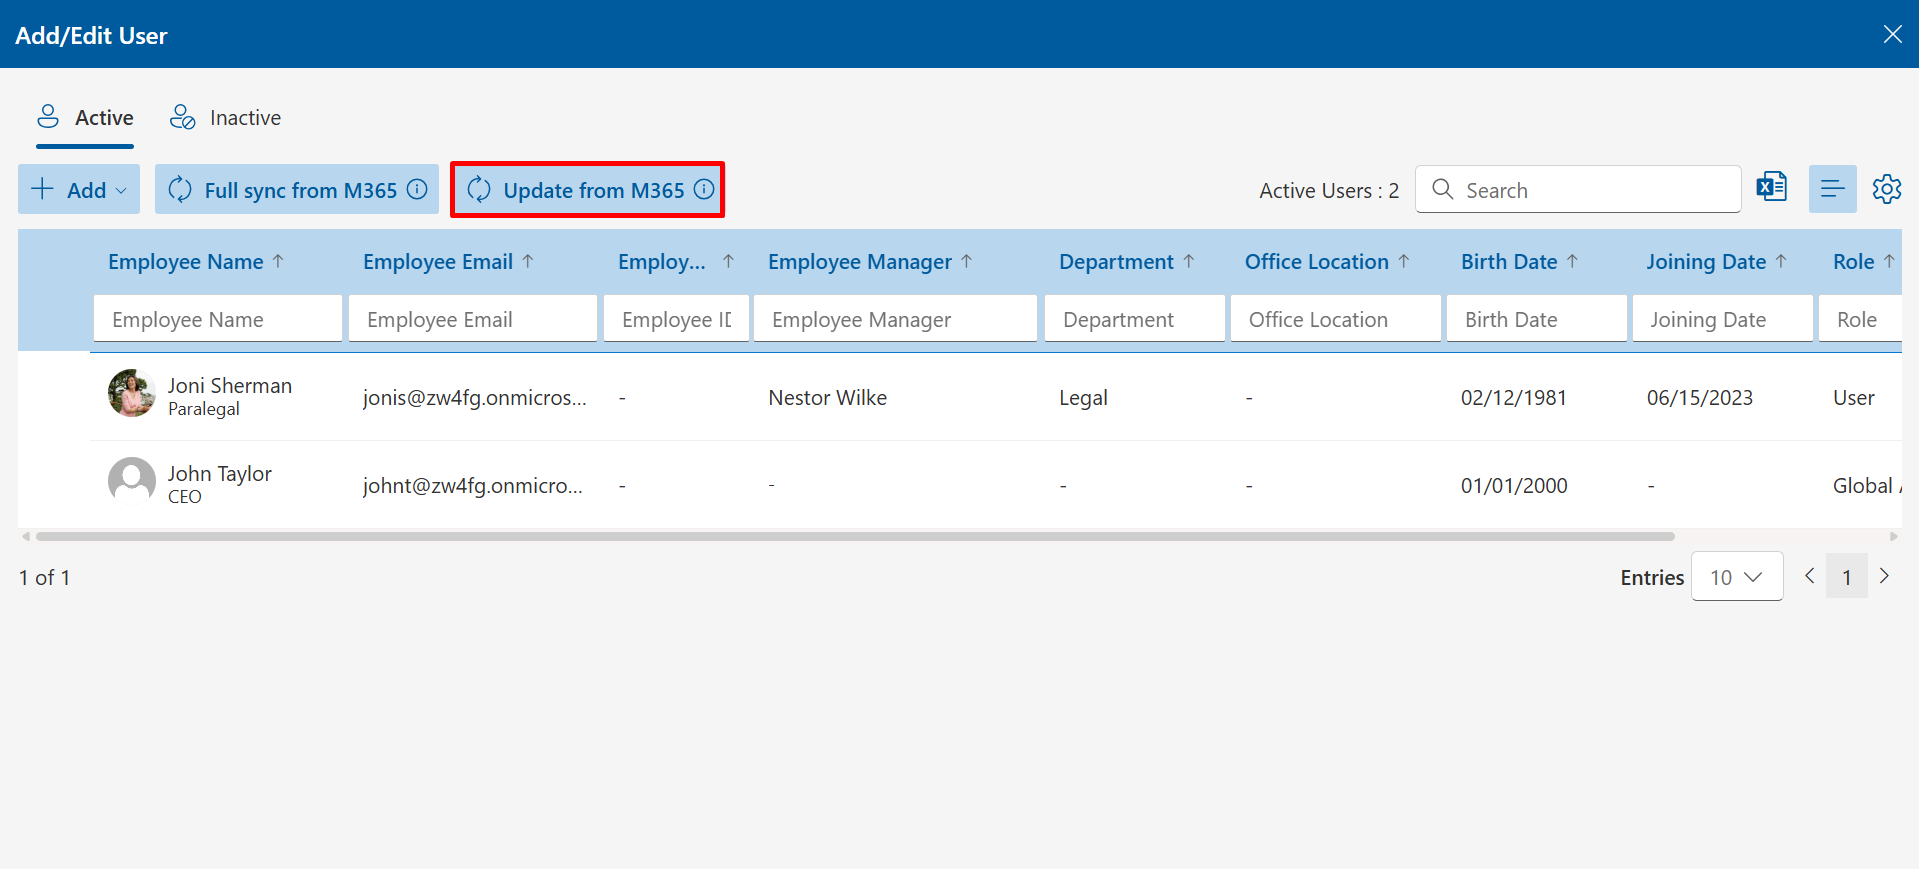 Add/Edit User
Active Inactive
Add Full sync from M365 Update from M365 Active Users : 2 Search
Employee Name Employee Email Employ... Employee Manager Department Office Location Birth Date Joining Date Role
Employee Name Employee Email Employee ID Employee Manager Department Office Location Birth Date Joining Date Role
Joni Sherman
Paralegal
jonis@zw4fg.onmicros... - Nestor Wilke Legal - 02/12/1981 06/15/2023 User
John Taylor
CEO
johnt@zw4fg.onmicro... - - - - 01/01/2000 - Global
1 of 1 Entries 10 1